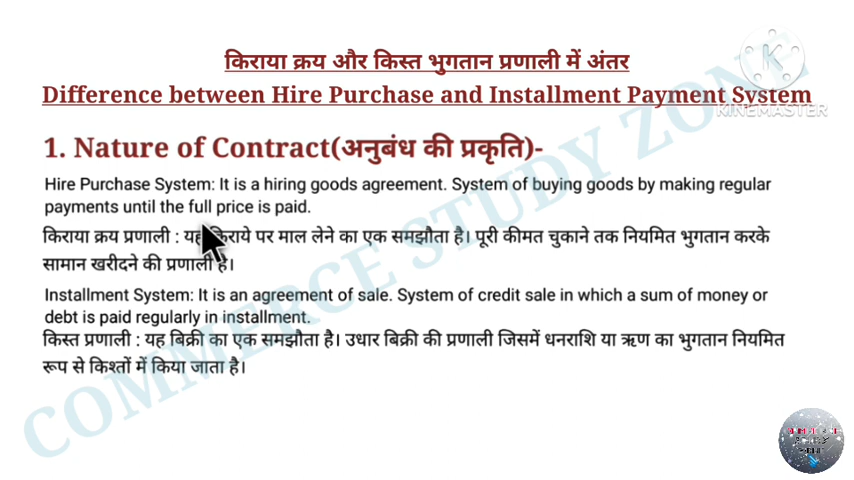 किराया क्रय और किस्त भुगतान प्रणाली में अंतर
Difference between Hire Purchase and Installment Payment System
KINEMASTER
1. Nature of Contract(अनुबंध की प्रकृति)-
Hire Purchase System: It is a hiring goods agreement. System of buying goods by making regular
payments until the full price is paid.
किराया क्रय प्रणाली : यह किराये पर माल लेने का एक समझौता है। पूरी कीमत चुकाने तक नियमित भुगतान करके
सामान खरीदने की प्रणाली है।
Installment System: It is an agreement of sale. System of credit sale in which a sum of money or
debt is paid regularly in installment.
किस्त प्रणाली : यह बिक्री का एक समझौता है। उधार बिक्री की प्रणाली जिसमें धनराशि या ऋण का भुगतान नियमित
रूप से किश्तों में किया जाता है।
COMMERCE STUDY ZONE